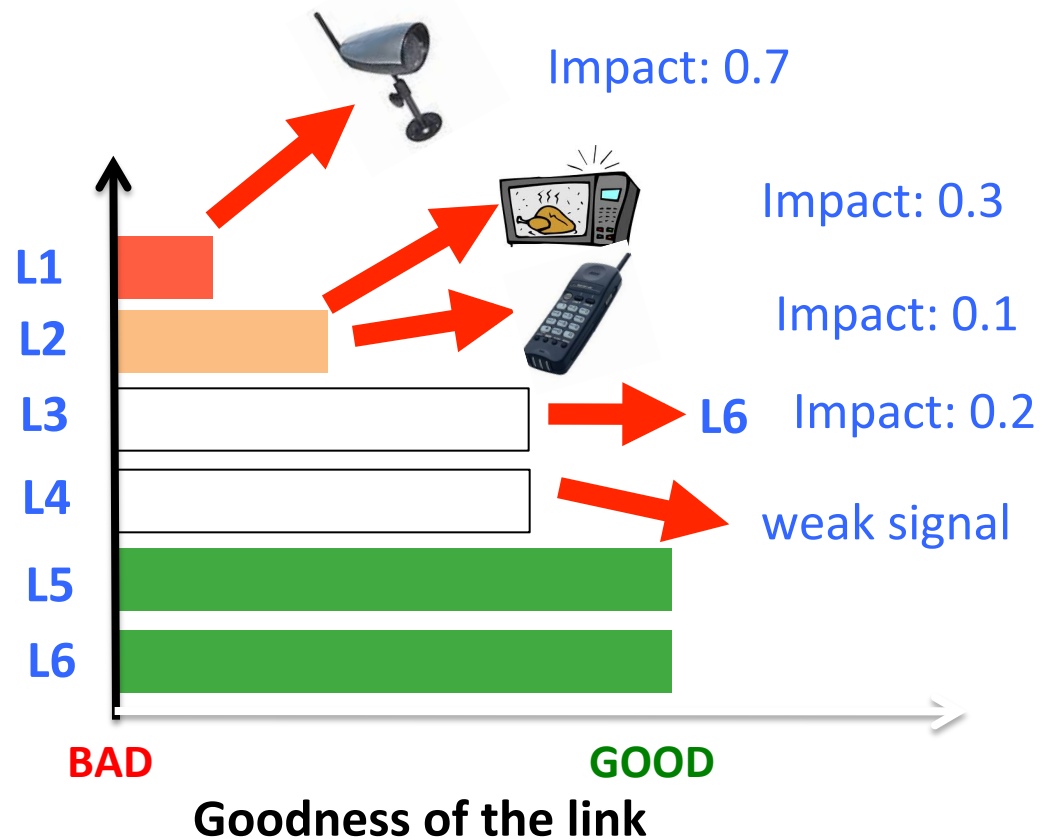 Impact: 0.7
Impact: 0.3
L1
Impact: 0.1
L2
L3
L6 Impact: 0.2
L4
weak signal
L5
L6
BAD GOOD
Goodness of the link